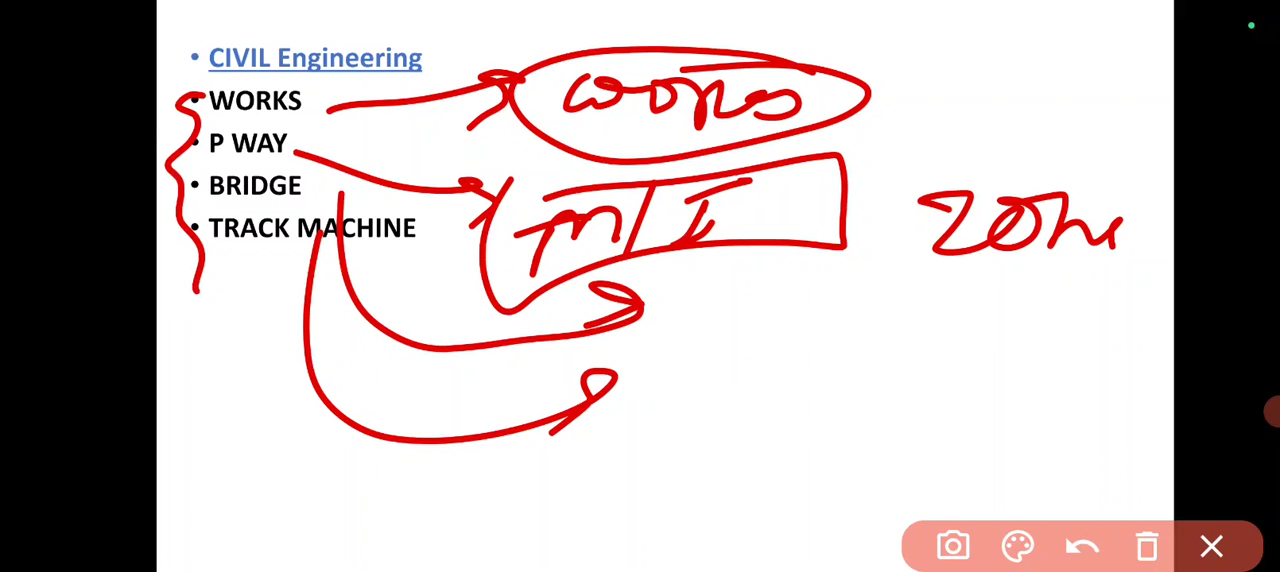 • CIVIL Engineering
• WORKS
works
• P WAY
• BRIDGE
m/I
zone
• TRACK MACHINE